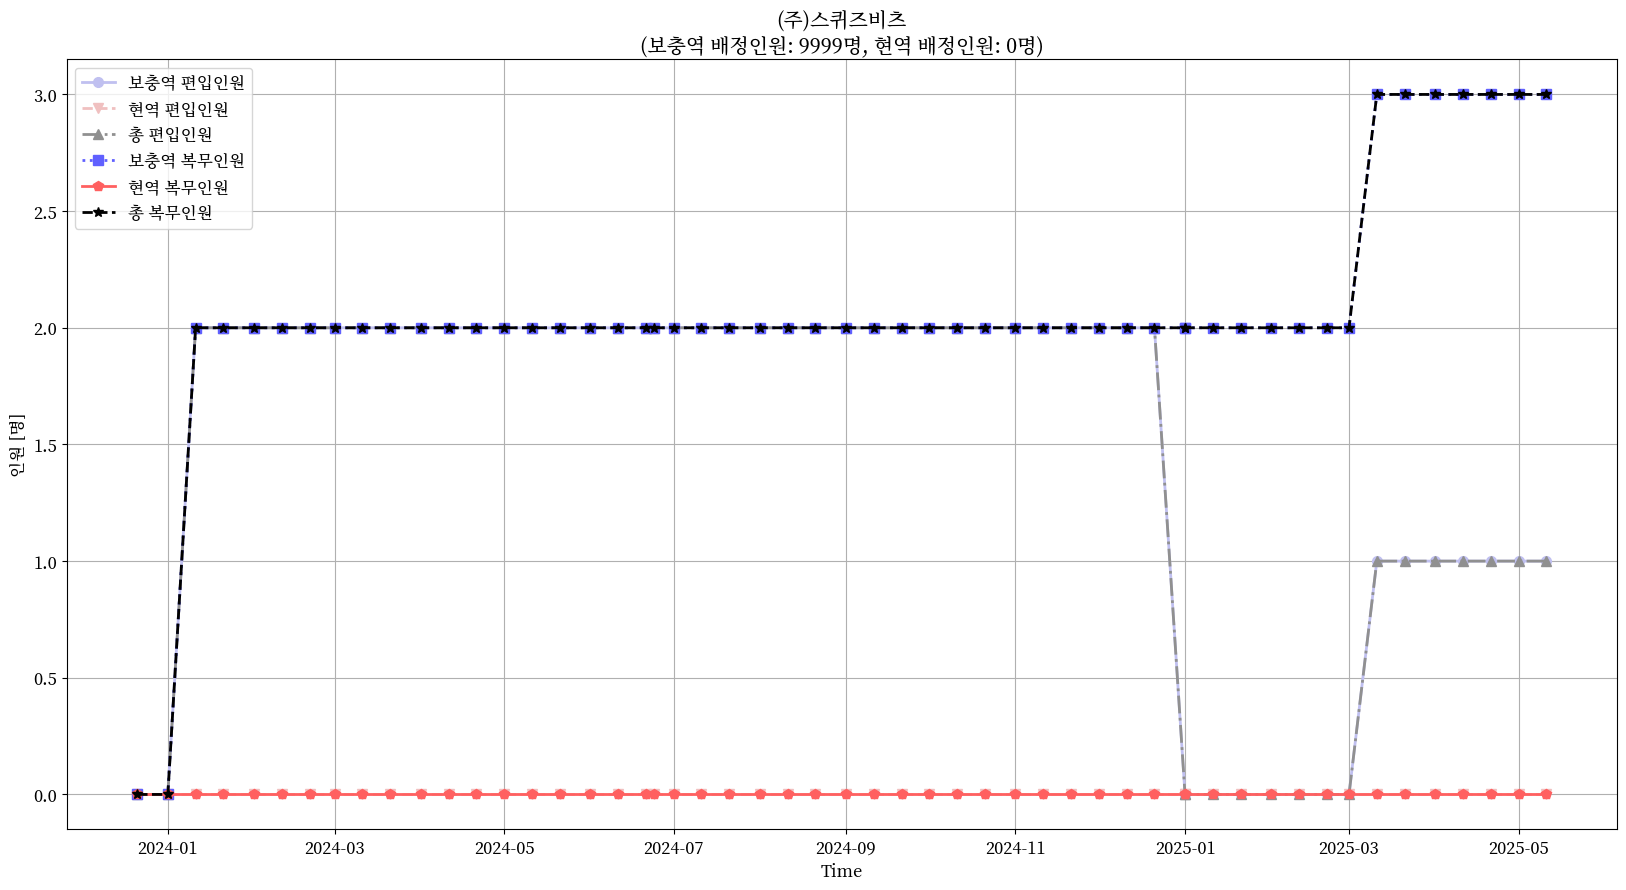 (주)스퀴즈비츠
(보충역 배정인원: 9999명, 현역 배정인원: 0명)
보충역 편입인원
현역 편입인원
총 편입인원
보충역 복무인원
현역 복무인원
총 복무인원
인원 [명]
3.0
2.5
2.0
1.5
1.0
0.5
0.0
2024-01 2024-03 2024-05 2024-07 2024-09 2024-11 2025-01 2025-03 2025-05
Time